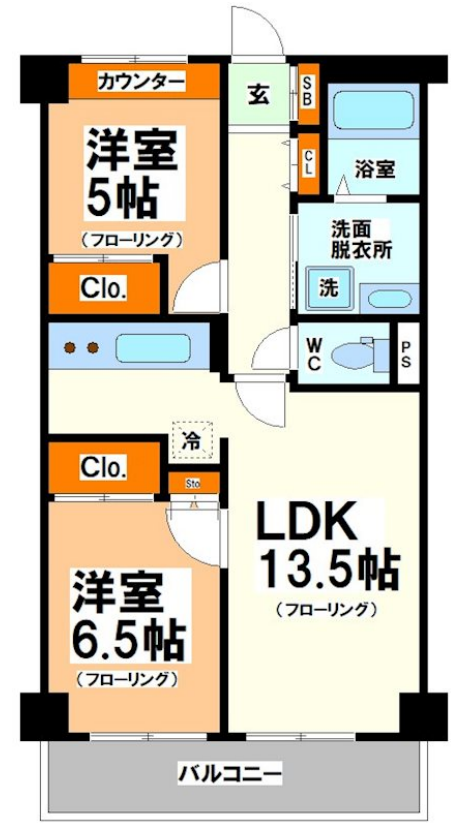 カウンター
玄
SB
洋室
5帖
(フローリング)
CL
浴室
洗面
脱衣所
洗
Clo.
WC
PS
冷
Clo.
Sto
LDK
13.5帖
(フローリング)
洋室
6.5帖
(フローリング)
バルコニー